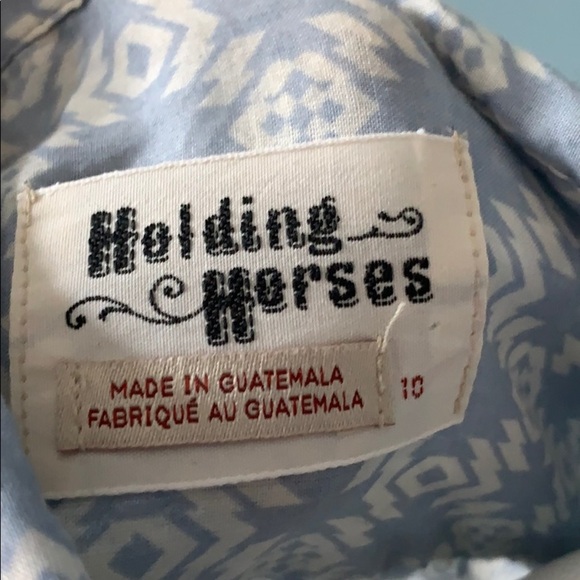 Holding
Horses
MADE IN GUATEMALA
FABRIQUÉ AU GUATEMALA
10